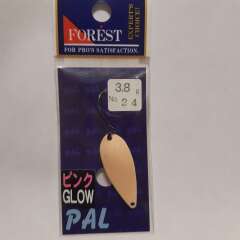 FOREST
FOR PRO'S SATISFACTION.
EXPERT'S
CHOICE!
3.8 g
No. 24
ピンク
GLOW
PAL